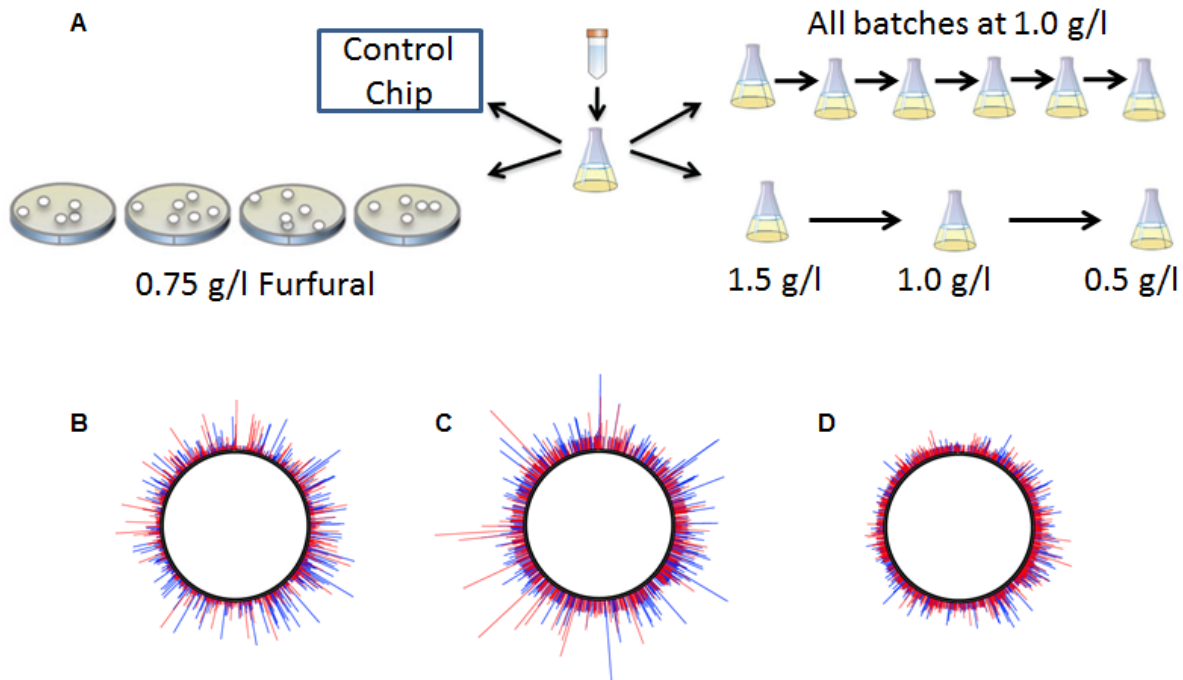 A
Control
Chip
All batches at 1.0 g/l
0.75 g/l Furfural
1.5 g/l
1.0 g/l
0.5 g/l
B
C
D